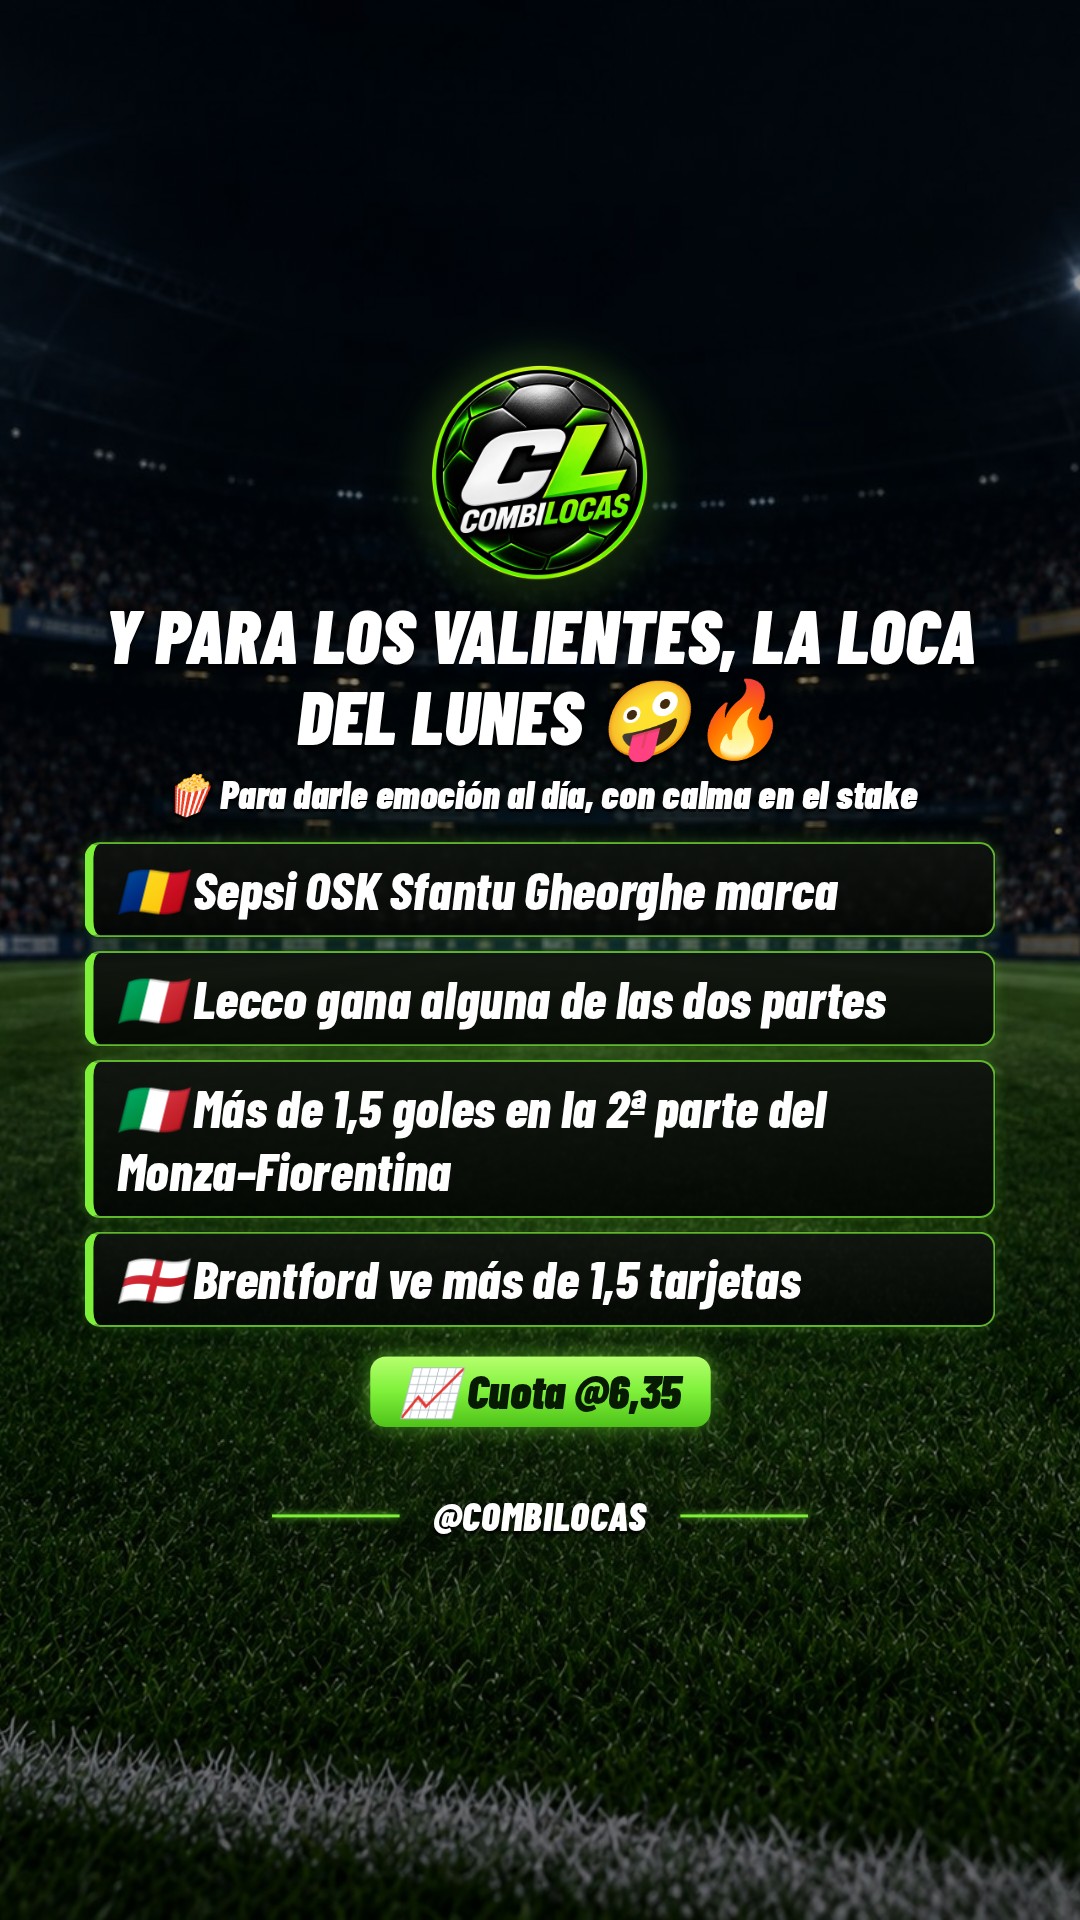 CL
COMBILOCAS
Y PARA LOS VALIENTES, LA LOCA
DEL LUNES 🤪🔥
🍿 Para darle emoción al día, con calma en el stake
🇷🇴 Sepsi OSK Sfantu Gheorghe marca
🇮🇹 Lecco gana alguna de las dos partes
🇮🇹 Más de 1,5 goles en la 2ª parte del
Monza-Fiorentina
🏴󠁧󠁢󠁥󠁮󠁧󠁿 Brentford ve más de 1,5 tarjetas
📈 Cuota @6,35
@COMBILOCAS